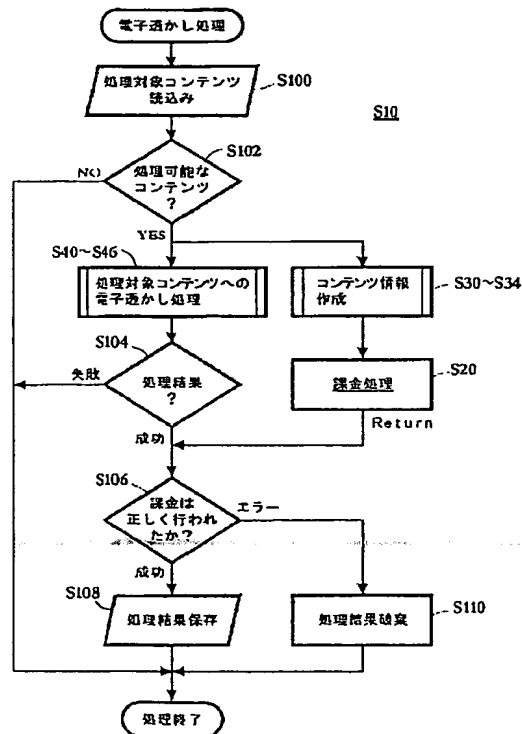 電子透かし処理
処理対象コンテンツ
読込み
S100
S10
S102
NO
処理可能な
コンテンツ
?
YES
S40～S46
処理対象コンテンツへの
電子透かし処理
コンテンツ情報
作成
S30～S34
S104
失敗
処理結果
?
課金処理
S20
Return
成功
S106
課金は
正しく行われ
たか?
エラー
成功
S108
処理結果保存
処理結果破棄
S110
処理終了